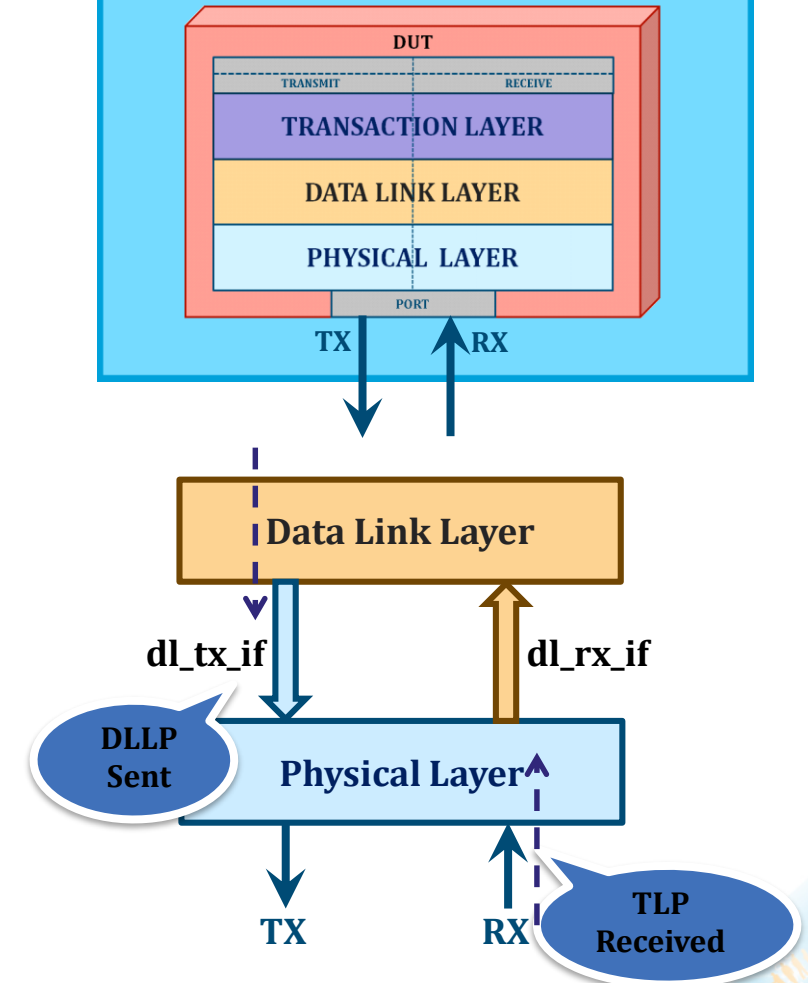 DUT
TRANSMIT RECEIVE
TRANSACTION LAYER
DATA LINK LAYER
PHYSICAL LAYER
PORT
TX RX
Data Link Layer
dl_tx_if dl_rx_if
DLLP
Sent
Physical Layer
TLP
Received
TX RX